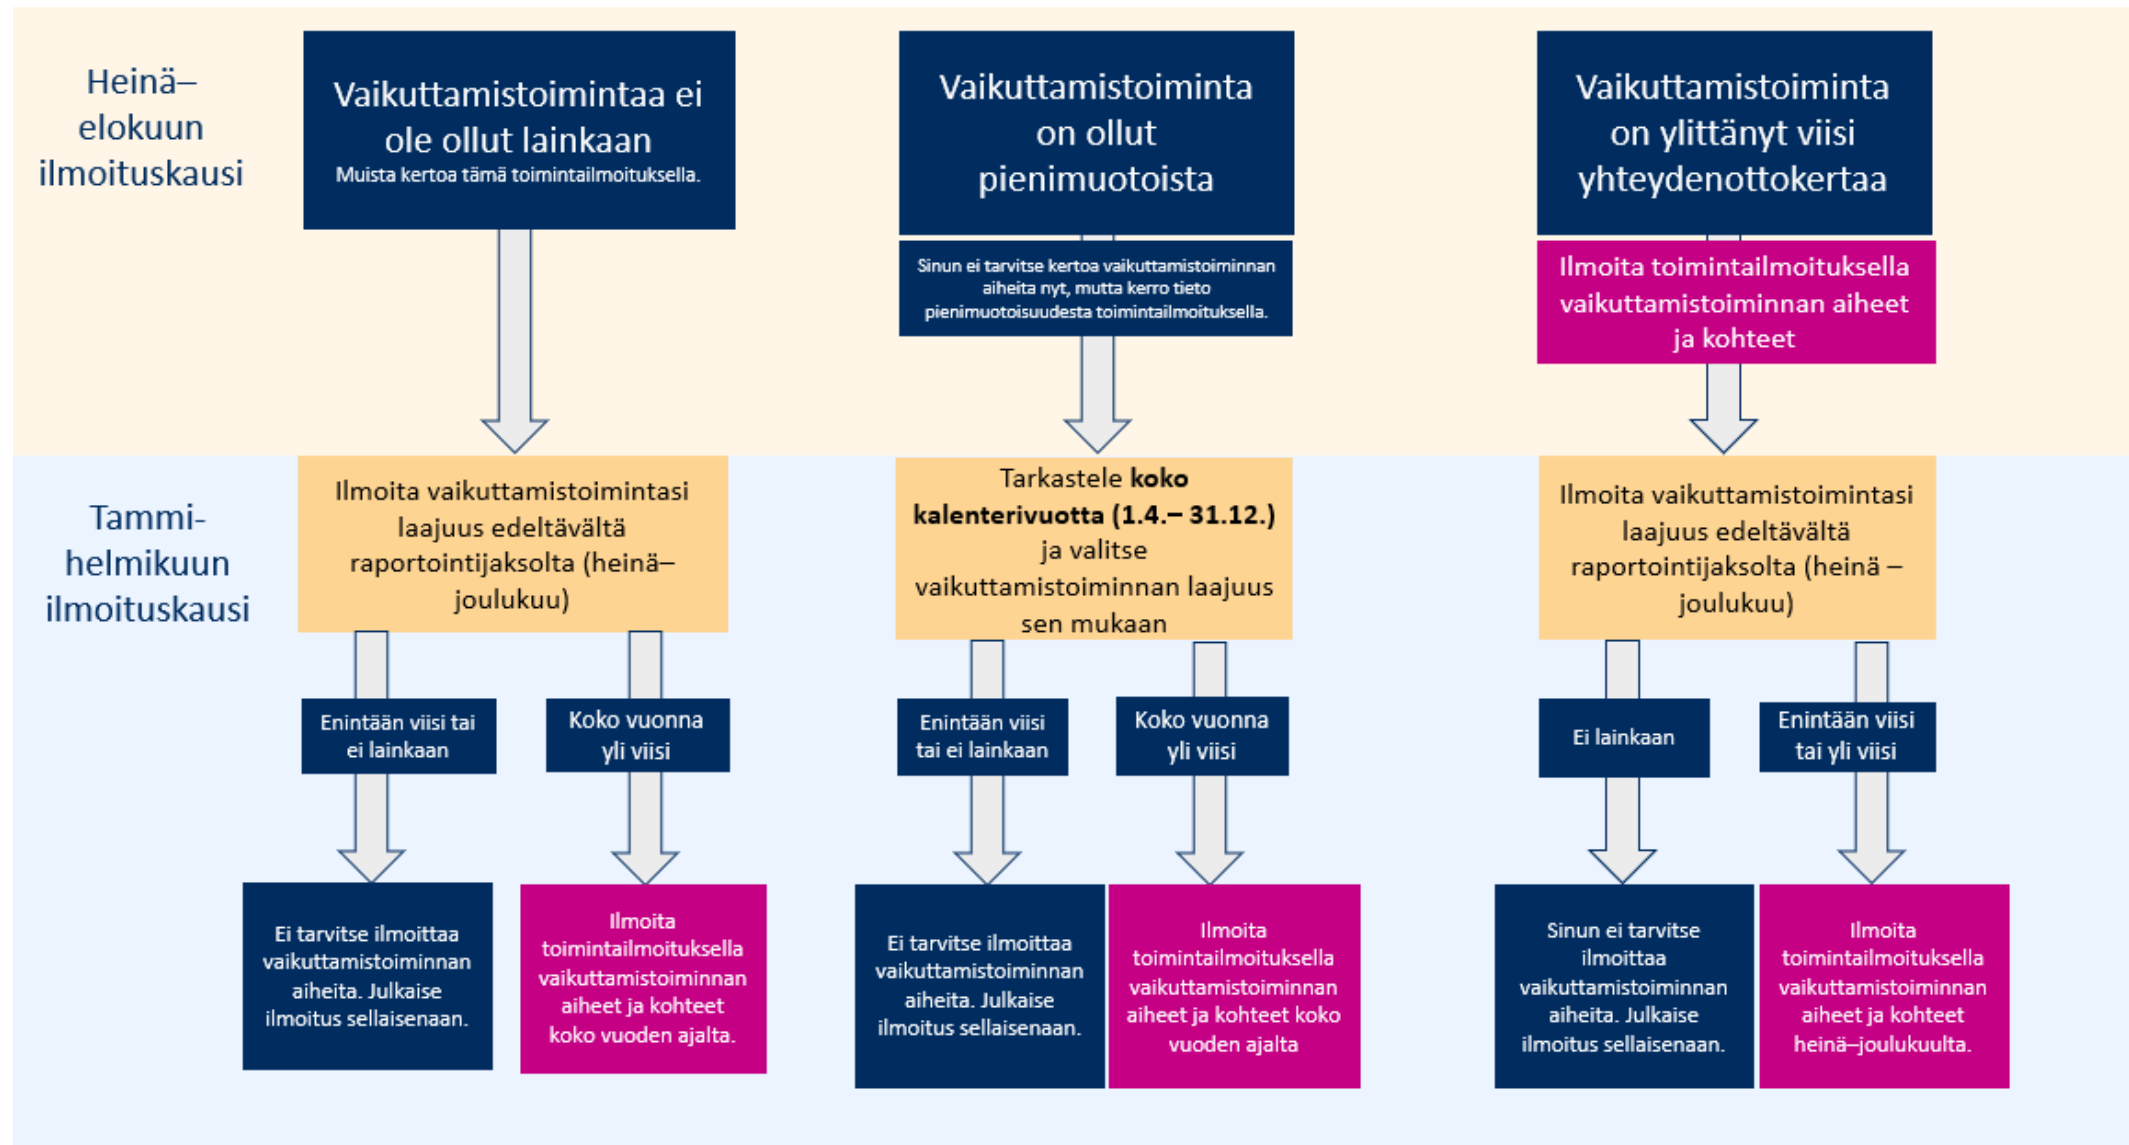 Heinä–
elokuun
ilmoituskausi
Vaikuttamistoimintaa ei
ole ollut lainkaan
Muista kertoa tämä toimintailmoituksella.
Vaikuttamistoiminta
on ollut
pienimuotoista
Sinun ei tarvitse kertoa vaikuttamistoiminnan
aiheita nyt, mutta kerro tieto
pienimuotoisuudesta toimintailmoituksella.
Vaikuttamistoiminta
on ylittänyt viisi
yhteydenottokertaa
Ilmoita toimintailmoituksella
vaikuttamistoiminnan aiheet
ja kohteet
Tammi-
helmikuun
ilmoituskausi
Ilmoita vaikuttamistoimintasi
laajuus edeltävältä
raportointijaksolta (heinä–
joulukuu)
Tarkastele koko
kalenterivuotta (1.4.– 31.12.)
ja valitse
vaikuttamistoiminnan laajuus
sen mukaan
Ilmoita vaikuttamistoimintasi
laajuus edeltävältä
raportointijaksolta (heinä –
joulukuu)
Enintään viisi tai
ei lainkaan
Koko vuonna
yli viisi
Enintään viisi
tai ei lainkaan
Koko vuonna
yli viisi
Ei lainkaan
Enintään viisi
tai yli viisi
Ei tarvitse ilmoittaa
vaikuttamistoiminnan
aiheita. Julkaise
ilmoitus sellaisenaan.
Ilmoita
toimintailmoituksella
vaikuttamistoiminnan
aiheet ja kohteet
koko vuoden ajalta.
Ei tarvitse ilmoittaa
vaikuttamistoiminnan
aiheita. Julkaise
ilmoitus sellaisenaan.
Ilmoita
toimintailmoituksella
vaikuttamistoiminnan
aiheet ja kohteet koko
vuoden ajalta
Sinun ei tarvitse
ilmoittaa
vaikuttamistoiminnan
aiheita. Julkaise
ilmoitus sellaisenaan.
Ilmoita
toimintailmoituksella
vaikuttamistoiminnan
aiheet ja kohteet
heinä–joulukuulta.